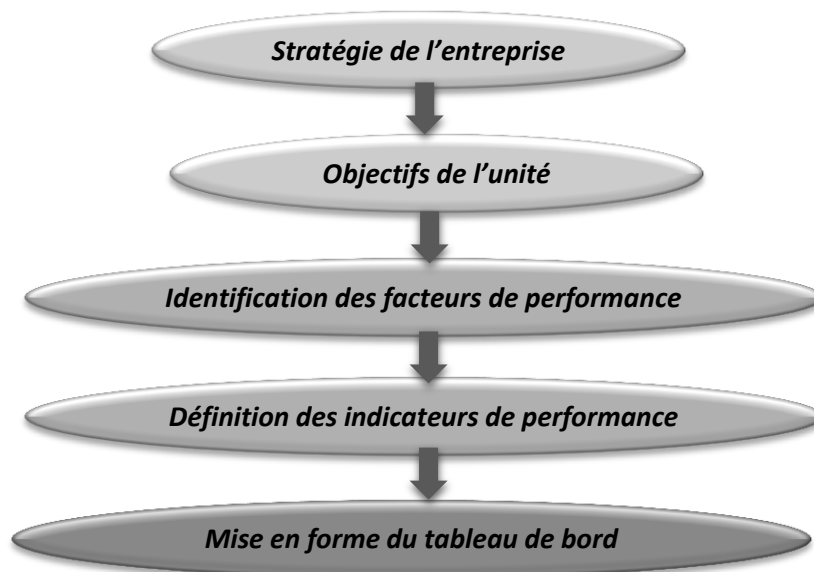 Stratégie de l’entreprise
Objectifs de l’unité
Identification des facteurs de performance
Définition des indicateurs de performance
Mise en forme du tableau de bord